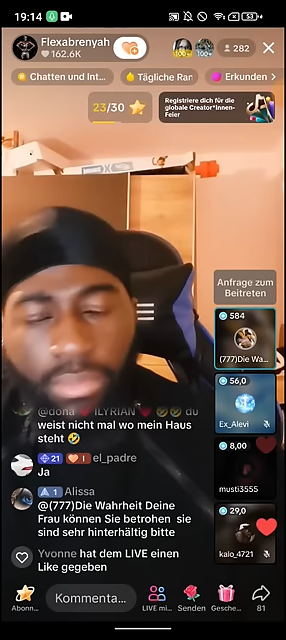 19:14
53
Flexabrenyah
162.6K
100+
100+
282
Chatten und Int...
Tägliche Ran
Erkunden >
23/30
Registriere dich für die
globale Creator*innen-
Feier
Anfrage zum
Beitreten
584
(777)Die Wa...
56,0
Ex_Alevi
8,00
musti3555
29,0
kalo_4721
@dona ILYRIAN du
weist nicht mal wo mein Haus
steht
21 I el_padre
Ja
1 Alissa
@(777)Die Wahrheit Deine
Frau können Sie betrohen sie
sind sehr hinterhältig bitte
Yvonne hat dem LIVE einen
Like gegeben
Kommenta...
Abonn...
LIVE mi...
Senden
Gesche...
81